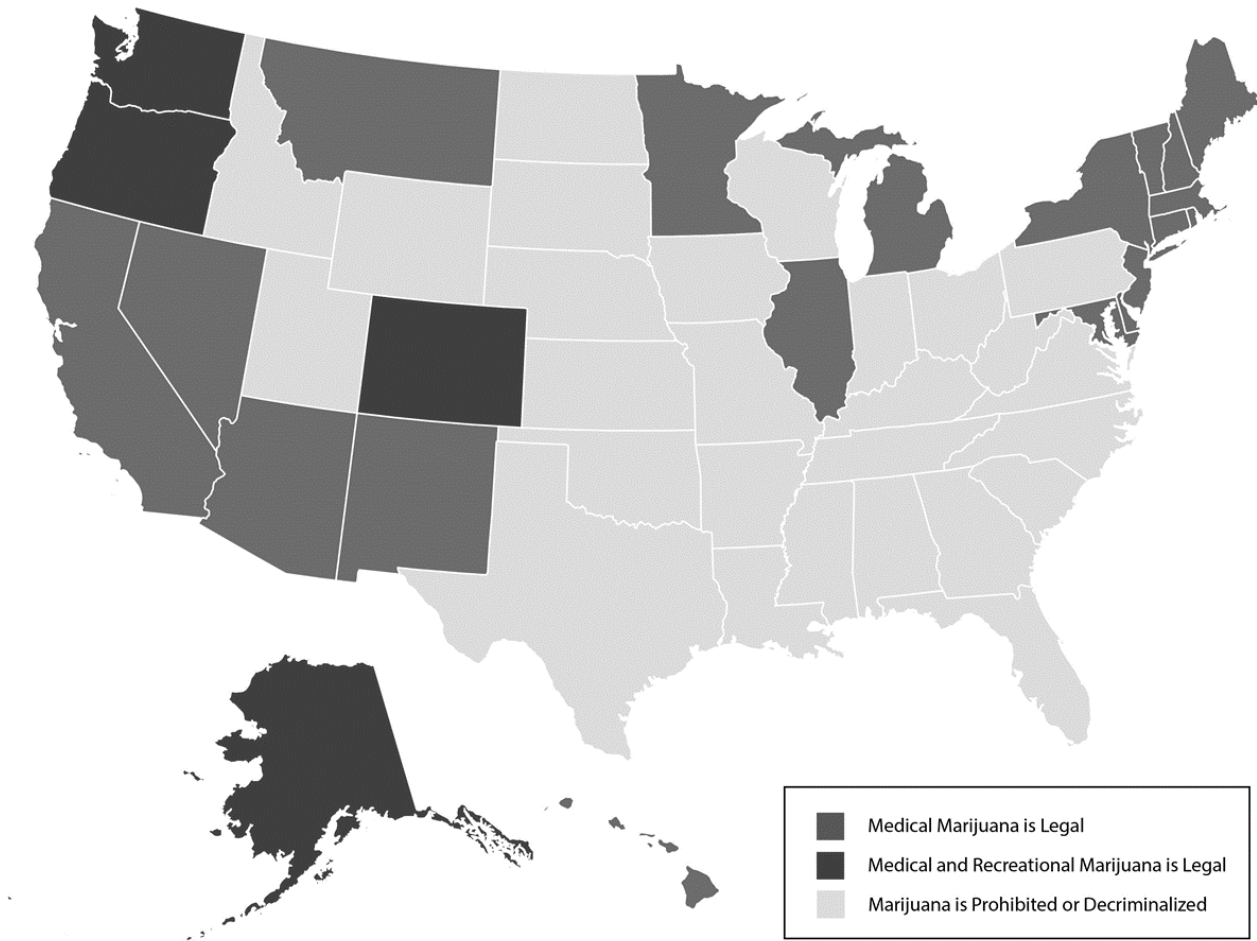 Medical Marijuana is Legal
Medical and Recreational Marijuana is Legal
Marijuana is Prohibited or Decriminalized